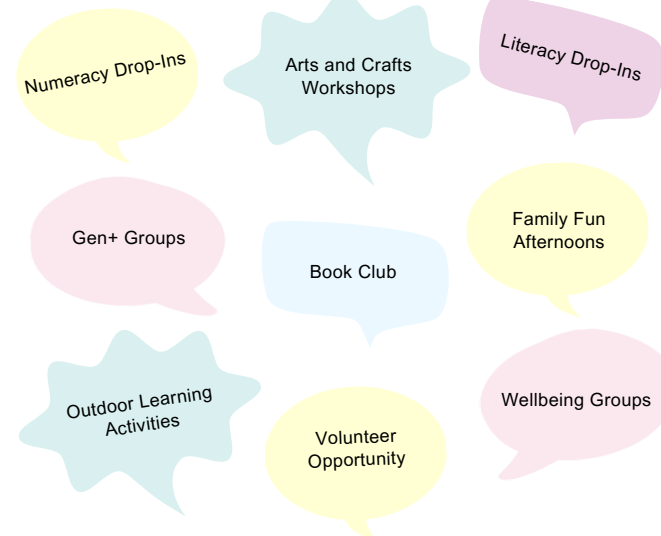 Numeracy Drop-Ins
Arts and Crafts
Workshops
Literacy Drop-Ins
Gen+ Groups
Book Club
Family Fun
Afternoons
Outdoor Learning
Activities
Volunteer
Opportunity
Wellbeing Groups